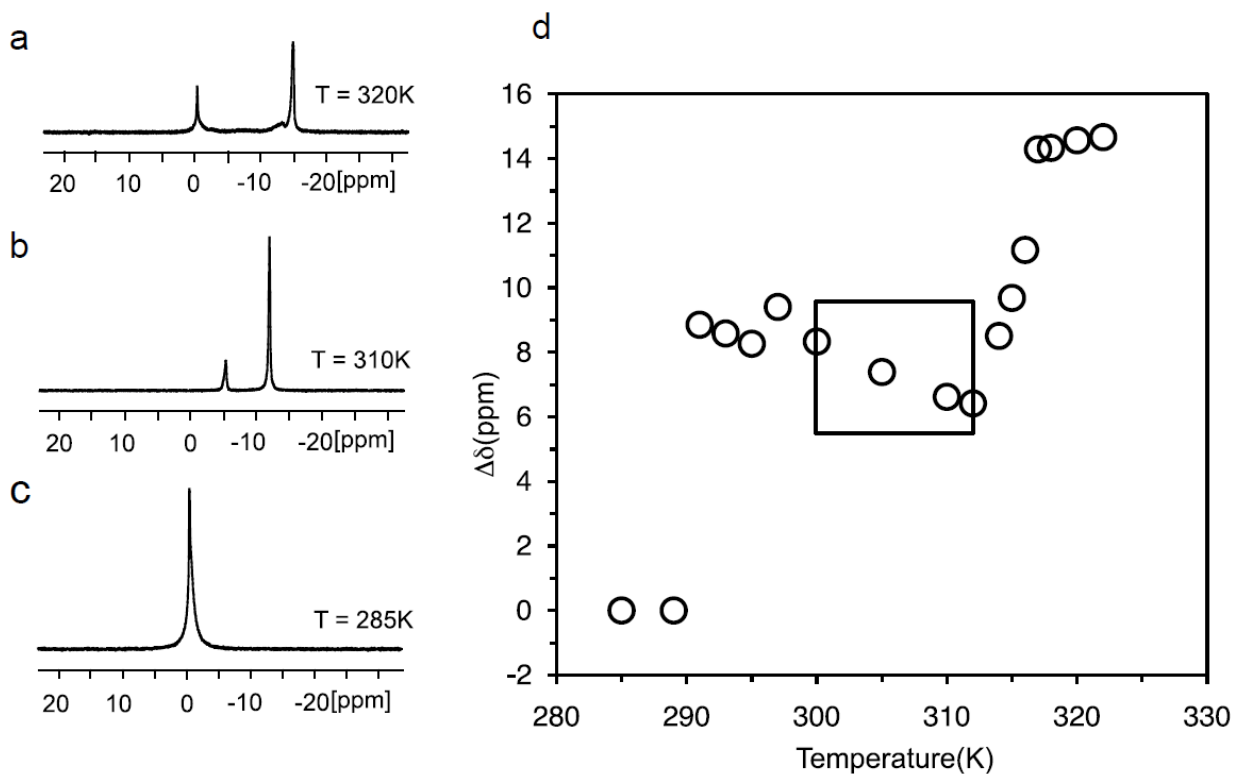 a
T = 320K
20 10 0 -10 -20[ppm]
b
T = 310K
20 10 0 -10 -20[ppm]
c
T = 285K
20 10 0 -10 -20[ppm]
d
16
14
12
10
8
6
4
2
0
-2
Δδ(ppm)
280 290 300 310 320 330
Temperature(K)